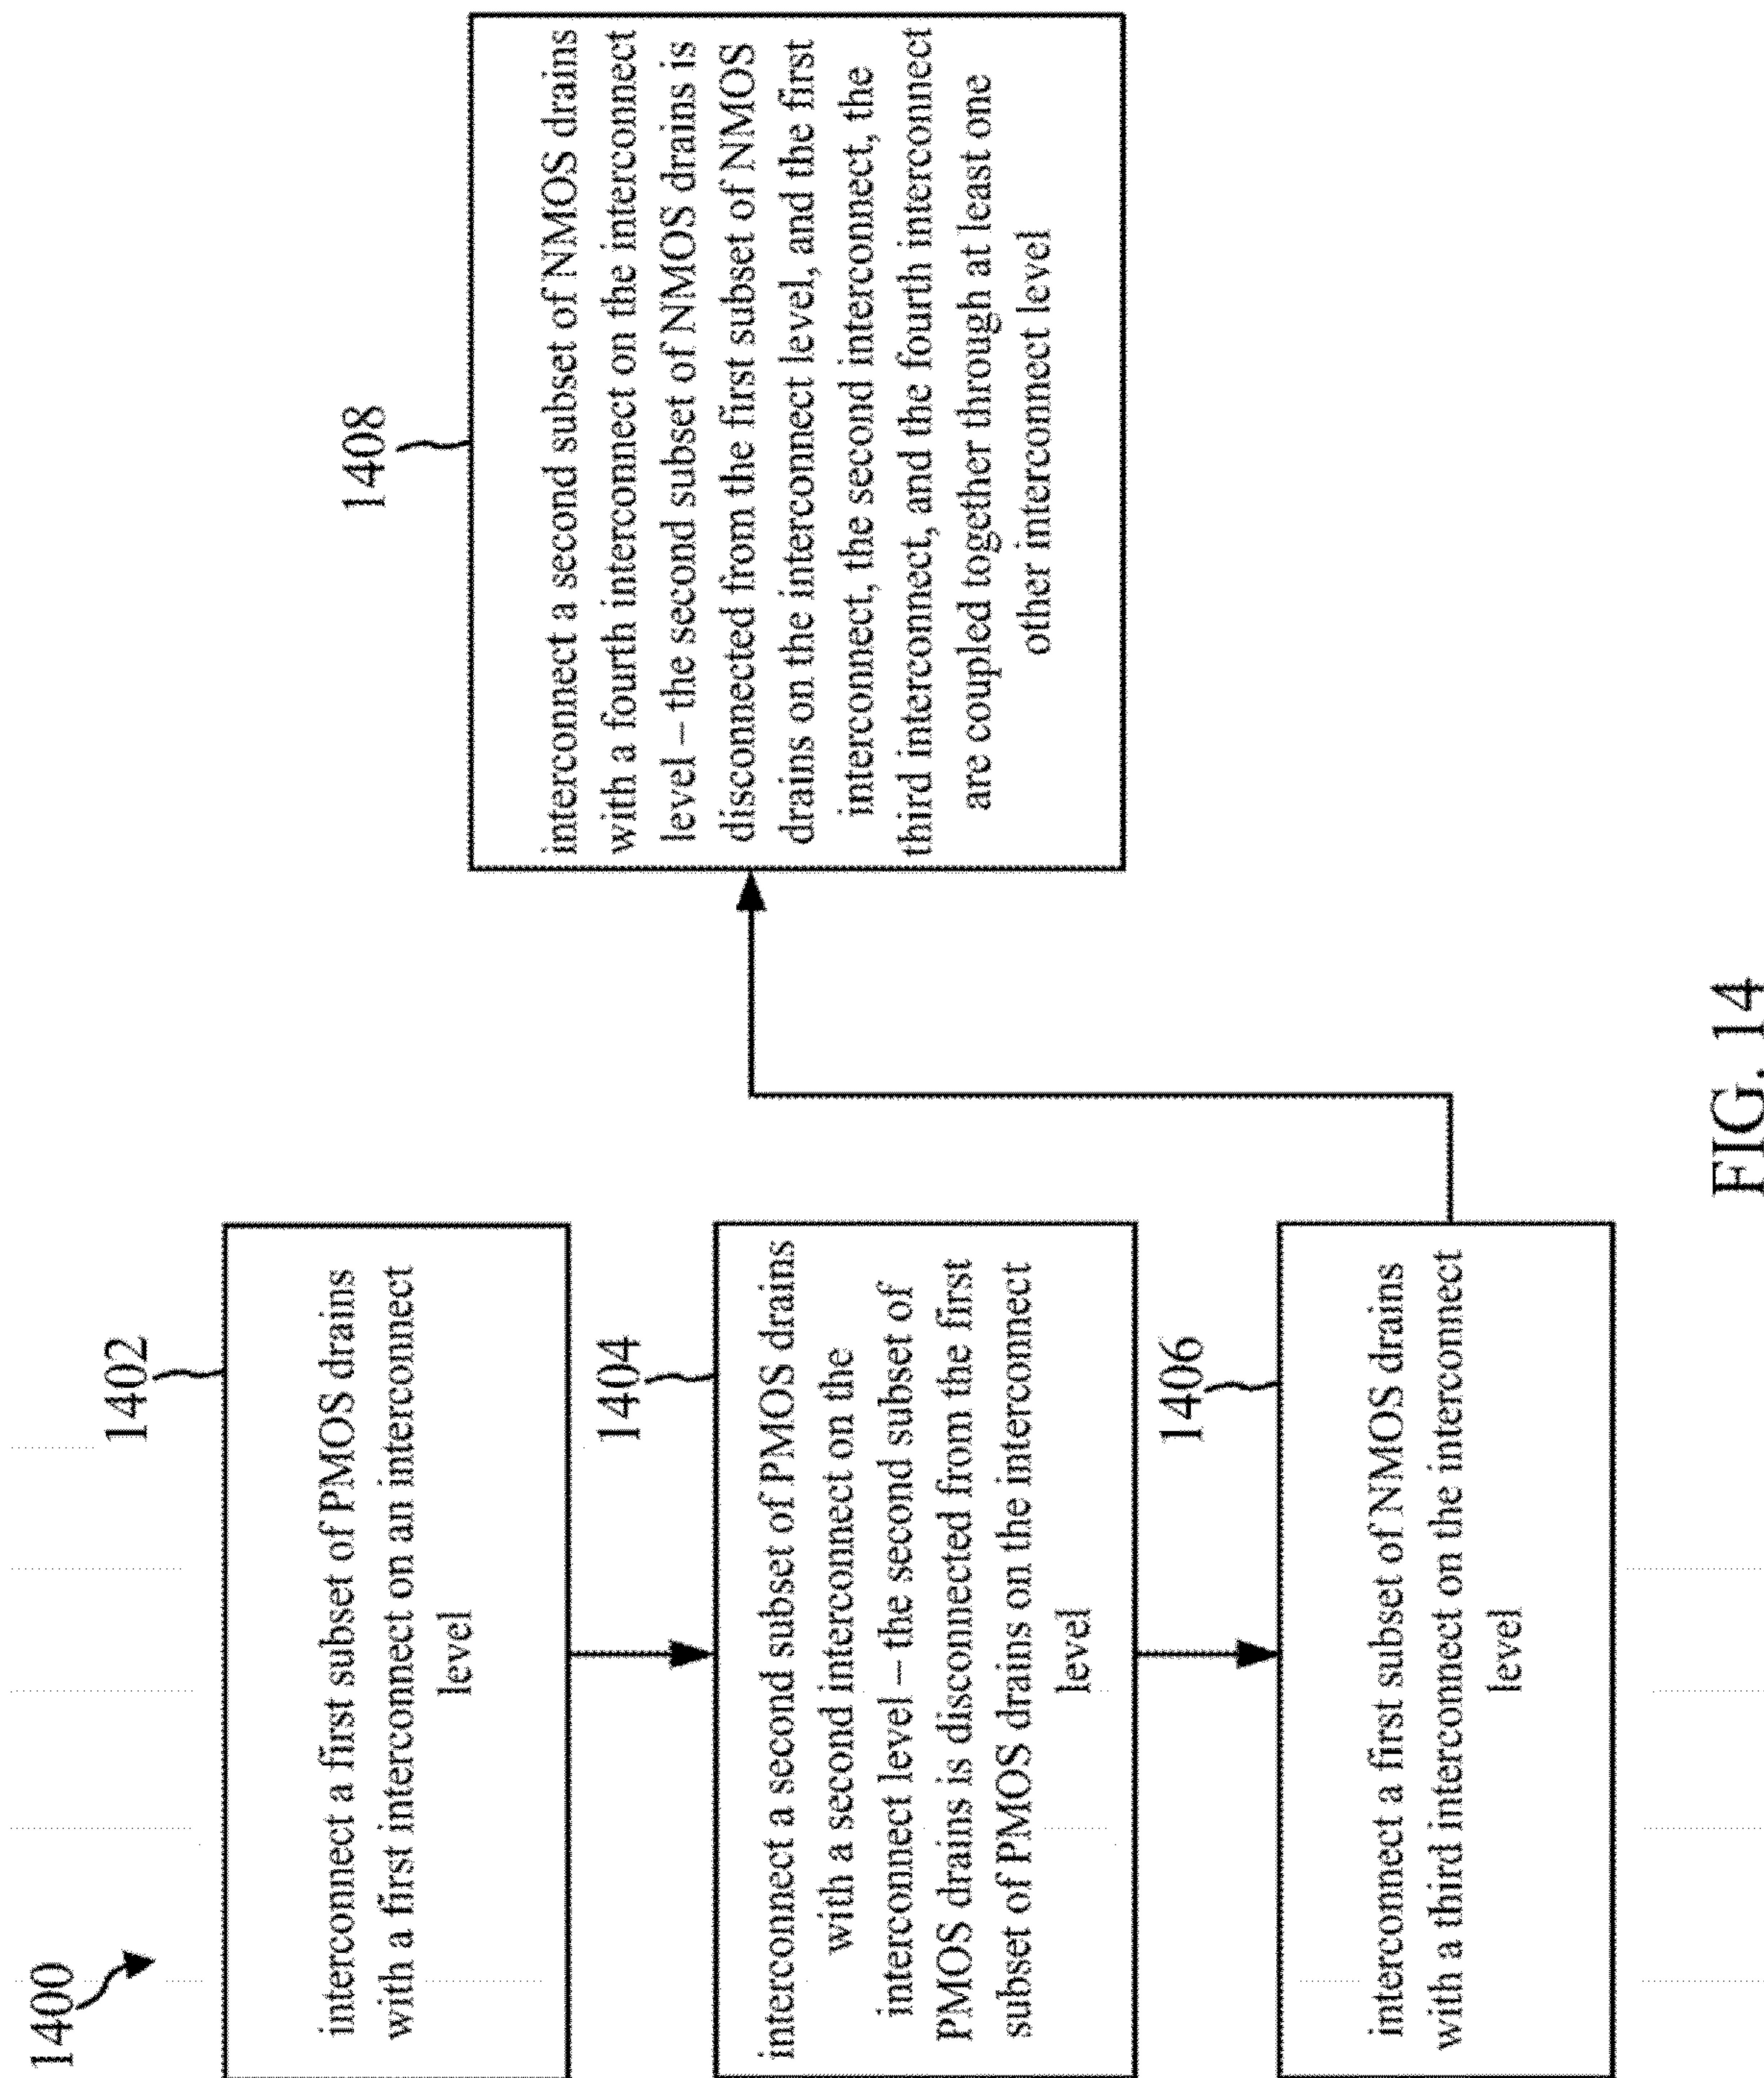 1400
1402
interconnect a first subset of PMOS drains
with a first interconnect on an interconnect
level
1404
interconnect a second subset of PMOS drains
with a second interconnect on the
interconnect level – the second subset of
PMOS drains is disconnected from the first
subset of PMOS drains on the interconnect
level
1406
interconnect a first subset of NMOS drains
with a third interconnect on the interconnect
level
1408
interconnect a second subset of NMOS drains
with a fourth interconnect on the interconnect
level – the second subset of NMOS drains is
disconnected from the first subset of NMOS
drains on the interconnect level, and the first
interconnect, the second interconnect, the
third interconnect, and the fourth interconnect
are coupled together through at least one
other interconnect level
FIG. 14